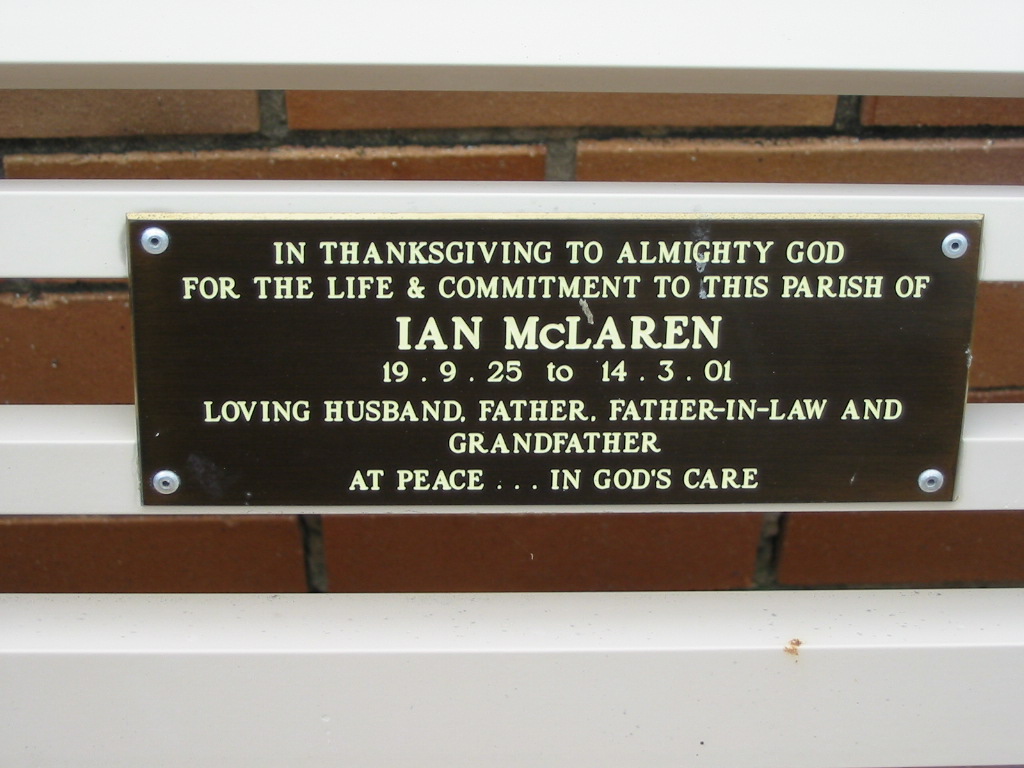 IN THANKSGIVING TO ALMIGHTY GOD
FOR THE LIFE & COMMITMENT TO THIS PARISH OF
IAN McLAREN
19 . 9 . 25 to 14 . 3 . 01
LOVING HUSBAND, FATHER, FATHER-IN-LAW AND
GRANDFATHER
AT PEACE . . . IN GOD'S CARE